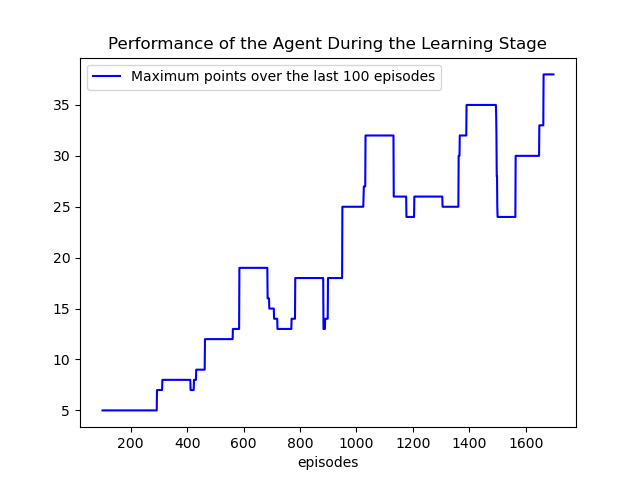 Performance of the Agent During the Learning Stage
Maximum points over the last 100 episodes
35
30
25
20
15
10
5
200 400 600 800 1000 1200 1400 1600
episodes